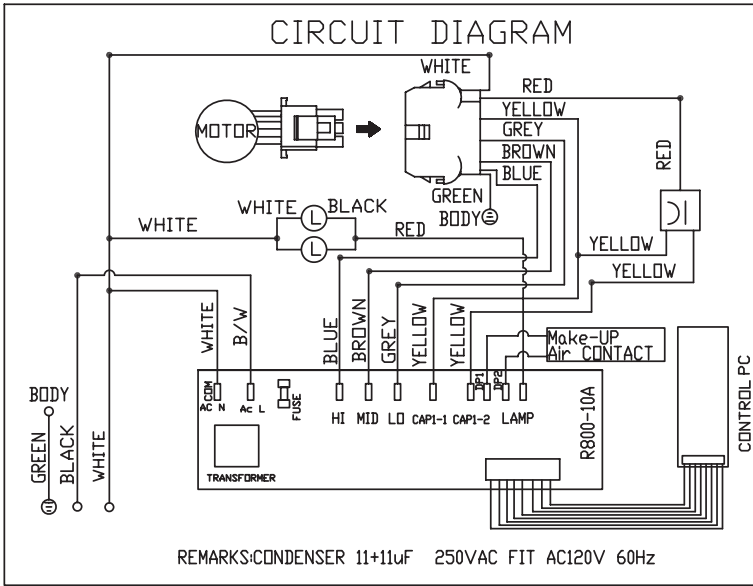 CIRCUIT DIAGRAM
WHITE
RED
YELLOW
MOTOR
GREY
BROWN
BLUE
RED
GREEN
BODY
WHITE
WHITE
L
BLACK
RED
L
YELLOW
YELLOW
WHITE
B/W
BLUE
BROWN
GREY
YELLOW
YELLOW
Make-UP
Air CONTACT
DP1
DP2
CONTROL PC
COM
AC N
Ac L
FUSE
HI
MID
LO
CAP1-1
CAP1-2
LAMP
R800-10A
TRANSFORMER
BODY
GREEN
BLACK
WHITE
REMARKS:CONDENSER 11+11uF 250VAC FIT AC120V 60Hz